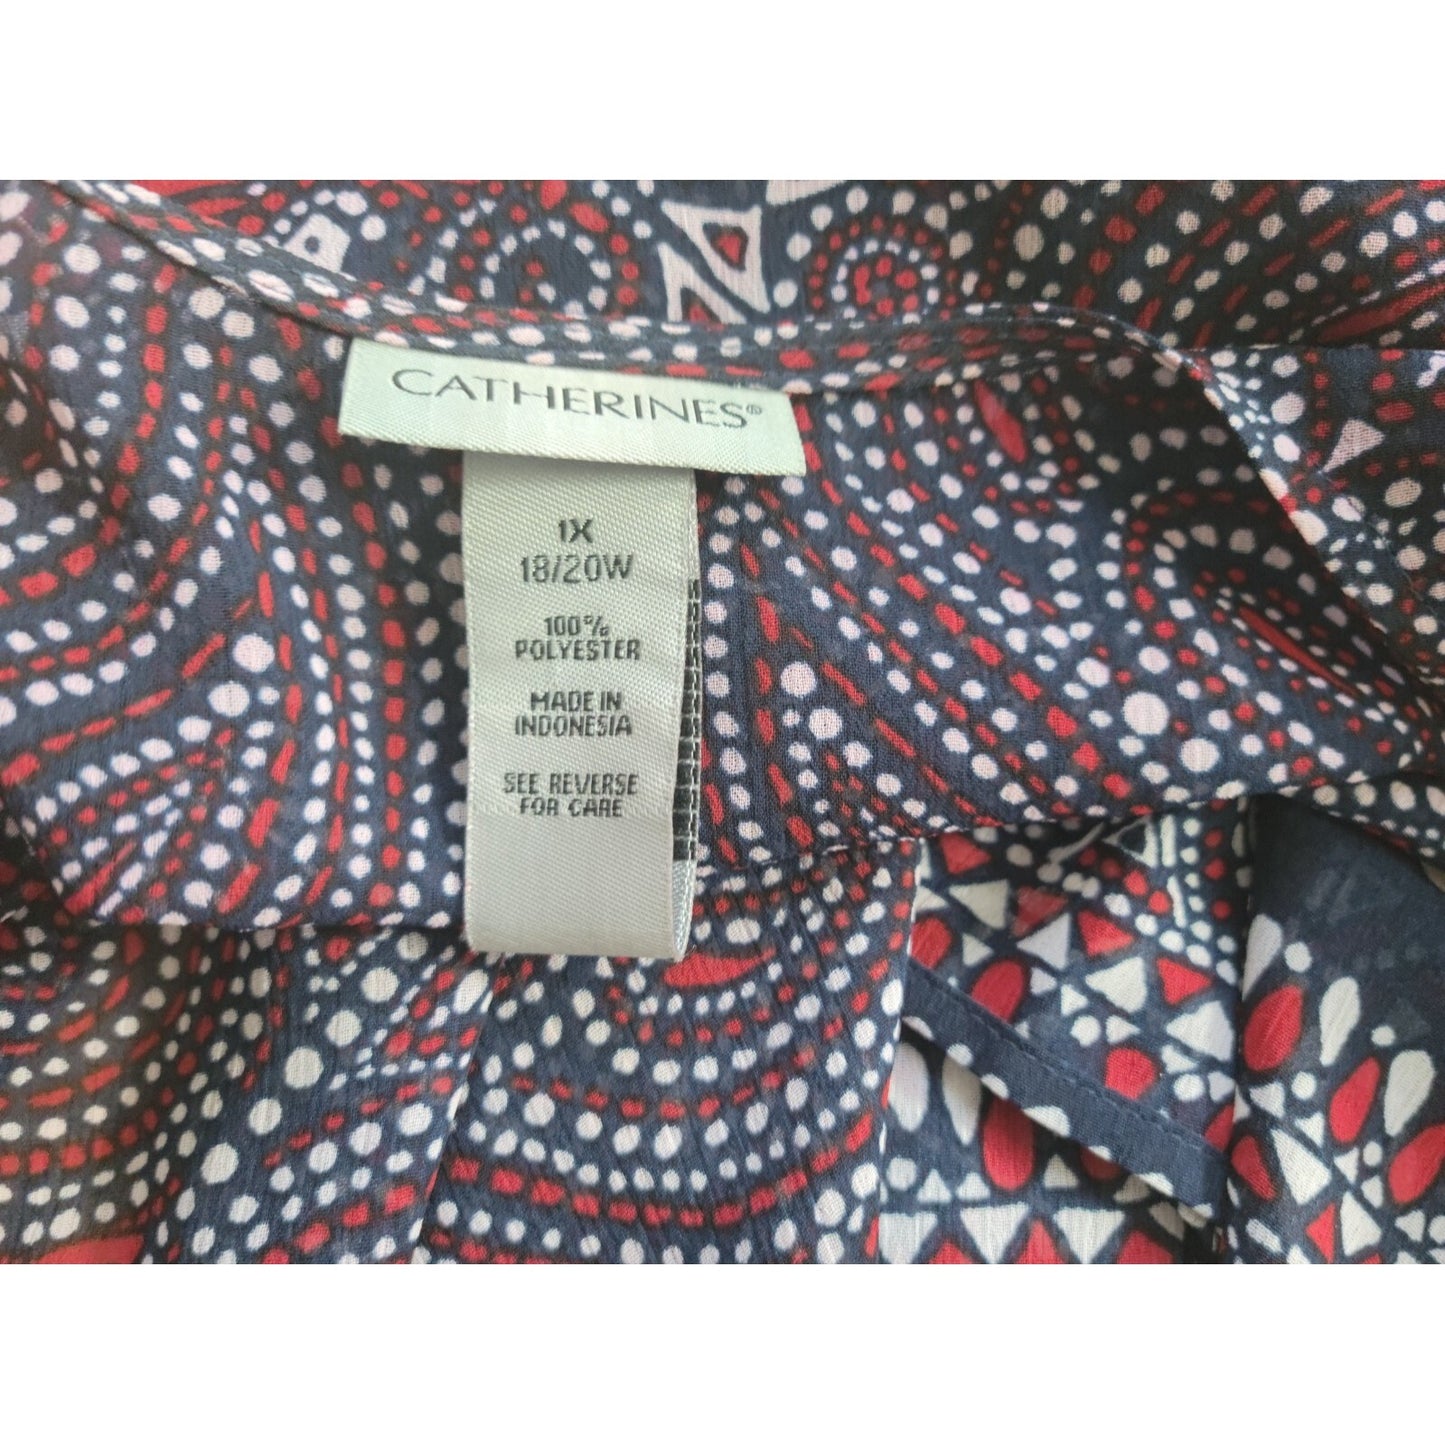 CATHERINES®
1X
18/20W
100%
POLYESTER
MADE IN
INDONESIA
SEE REVERSE
FOR CARE